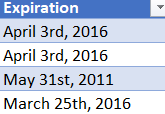 Expiration
April 3rd, 2016
April 3rd, 2016
May 31st, 2011
March 25th, 2016